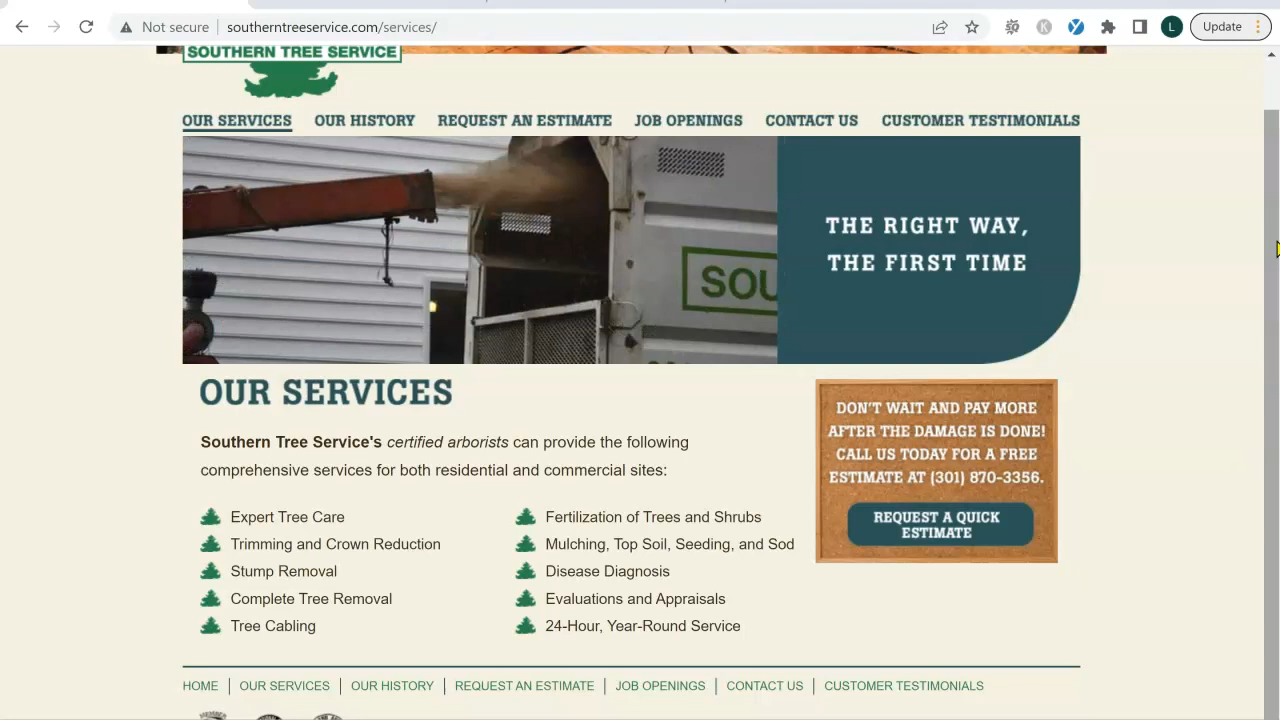 Not secure
southerntreeservice.com/services/
K
L
Update
SOUTHERN TREE SERVICE
OUR SERVICES
OUR HISTORY
REQUEST AN ESTIMATE
JOB OPENINGS
CONTACT US
CUSTOMER TESTIMONIALS
SOU
THE RIGHT WAY,
THE FIRST TIME
OUR SERVICES
Southern Tree Service's certified arborists can provide the following
comprehensive services for both residential and commercial sites:
Expert Tree Care
Trimming and Crown Reduction
Stump Removal
Complete Tree Removal
Tree Cabling
Fertilization of Trees and Shrubs
Mulching, Top Soil, Seeding, and Sod
Disease Diagnosis
Evaluations and Appraisals
24-Hour, Year-Round Service
DON'T WAIT AND PAY MORE
AFTER THE DAMAGE IS DONE!
CALL US TODAY FOR A FREE
ESTIMATE AT (301) 870-3356.
REQUEST A QUICK
ESTIMATE
HOME
OUR SERVICES
OUR HISTORY
REQUEST AN ESTIMATE
JOB OPENINGS
CONTACT US
CUSTOMER TESTIMONIALS